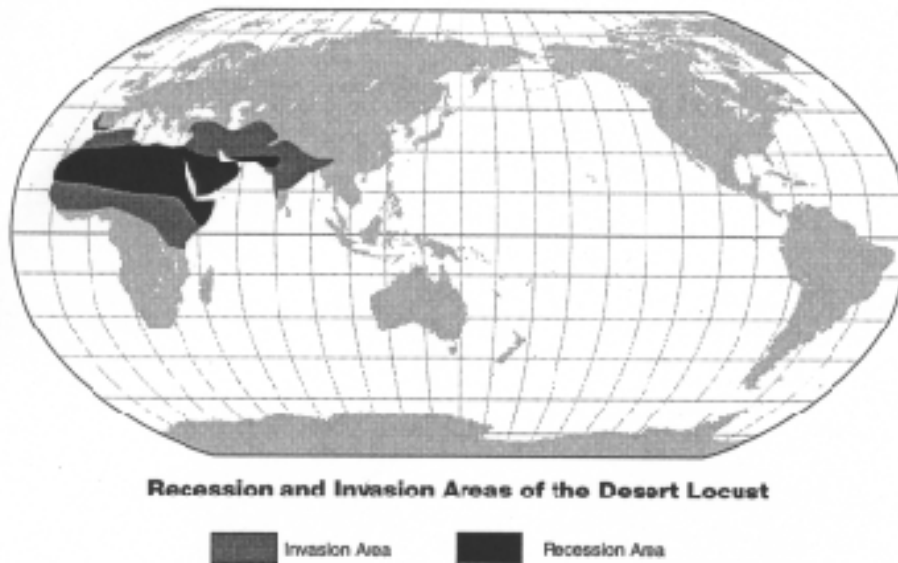 Recession and Invasion Areas of the Desert Locust
Invasion Area
Recession Area